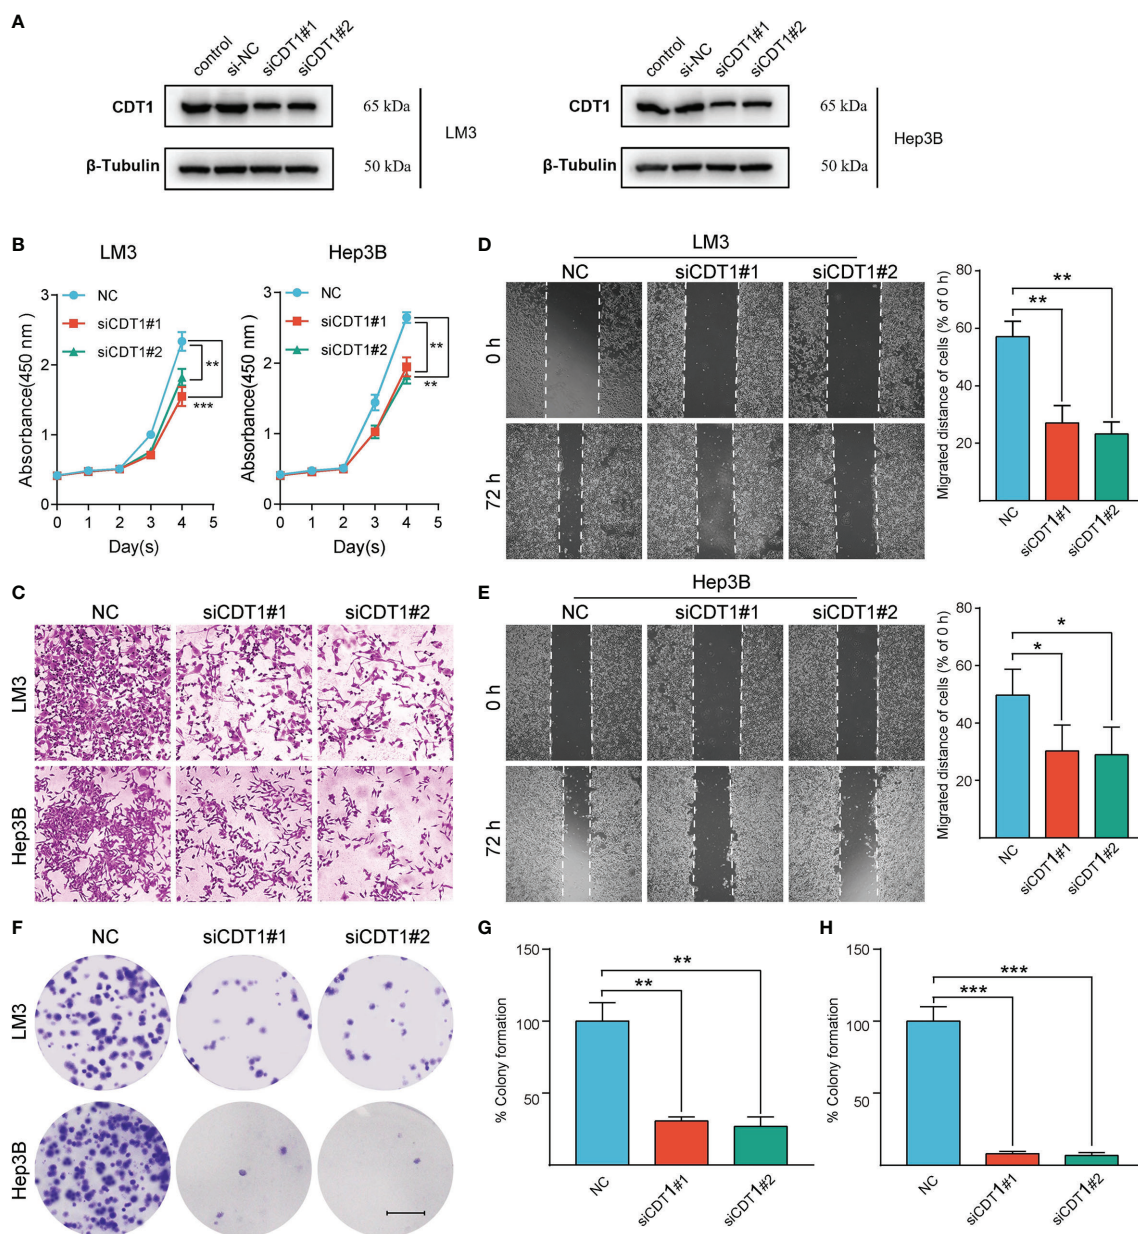 A
control
si-NC
siCDT1#1
siCDT1#2
CDT1
65 kDa
β-Tubulin
50 kDa
LM3
control
si-NC
siCDT1#1
siCDT1#2
CDT1
65 kDa
β-Tubulin
50 kDa
Hep3B
B
LM3
Absorbance(450 nm )
3
2
1
0
0 1 2 3 4 5
Day(s)
NC
siCDT1#1
siCDT1#2
**
***
Hep3B
Absorbance(450 nm )
3
2
1
0
0 1 2 3 4 5
Day(s)
**
**
C
NC siCDT1#1 siCDT1#2
LM3
Hep3B
D
LM3
NC siCDT1#1 siCDT1#2
0 h
72 h
Migrated distance of cells (% of 0 h)
80
60
40
20
**
**
NC
siCDT1#1
siCDT1#2
E
Hep3B
NC siCDT1#1 siCDT1#2
0 h
72 h
Migrated distance of cells (% of 0 h)
80
60
40
20
*
*
NC
siCDT1#1
siCDT1#2
F
NC siCDT1#1 siCDT1#2
LM3
Hep3B
G
% Colony formation
150
100
50
**
**
NC
siCDT1#1
siCDT1#2
H
% Colony formation
150
100
50
***
***
NC
siCDT1#1
siCDT1#2